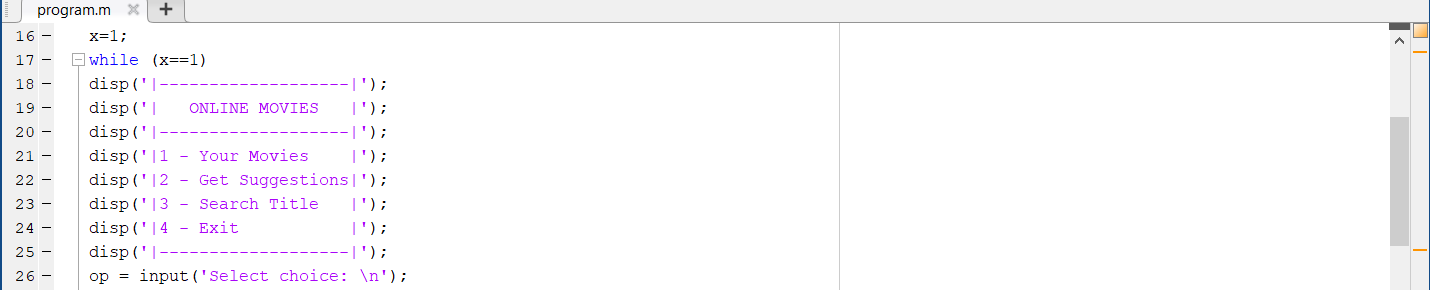 program.m
16 - x=1;
17 - while (x==1)
18 - disp('|-------------------|');
19 - disp('|   ONLINE MOVIES   |');
20 - disp('|-------------------|');
21 - disp('|1 - Your Movies    |');
22 - disp('|2 - Get Suggestions|');
23 - disp('|3 - Search Title   |');
24 - disp('|4 - Exit           |');
25 - disp('|-------------------|');
26 - op = input('Select choice: \n');